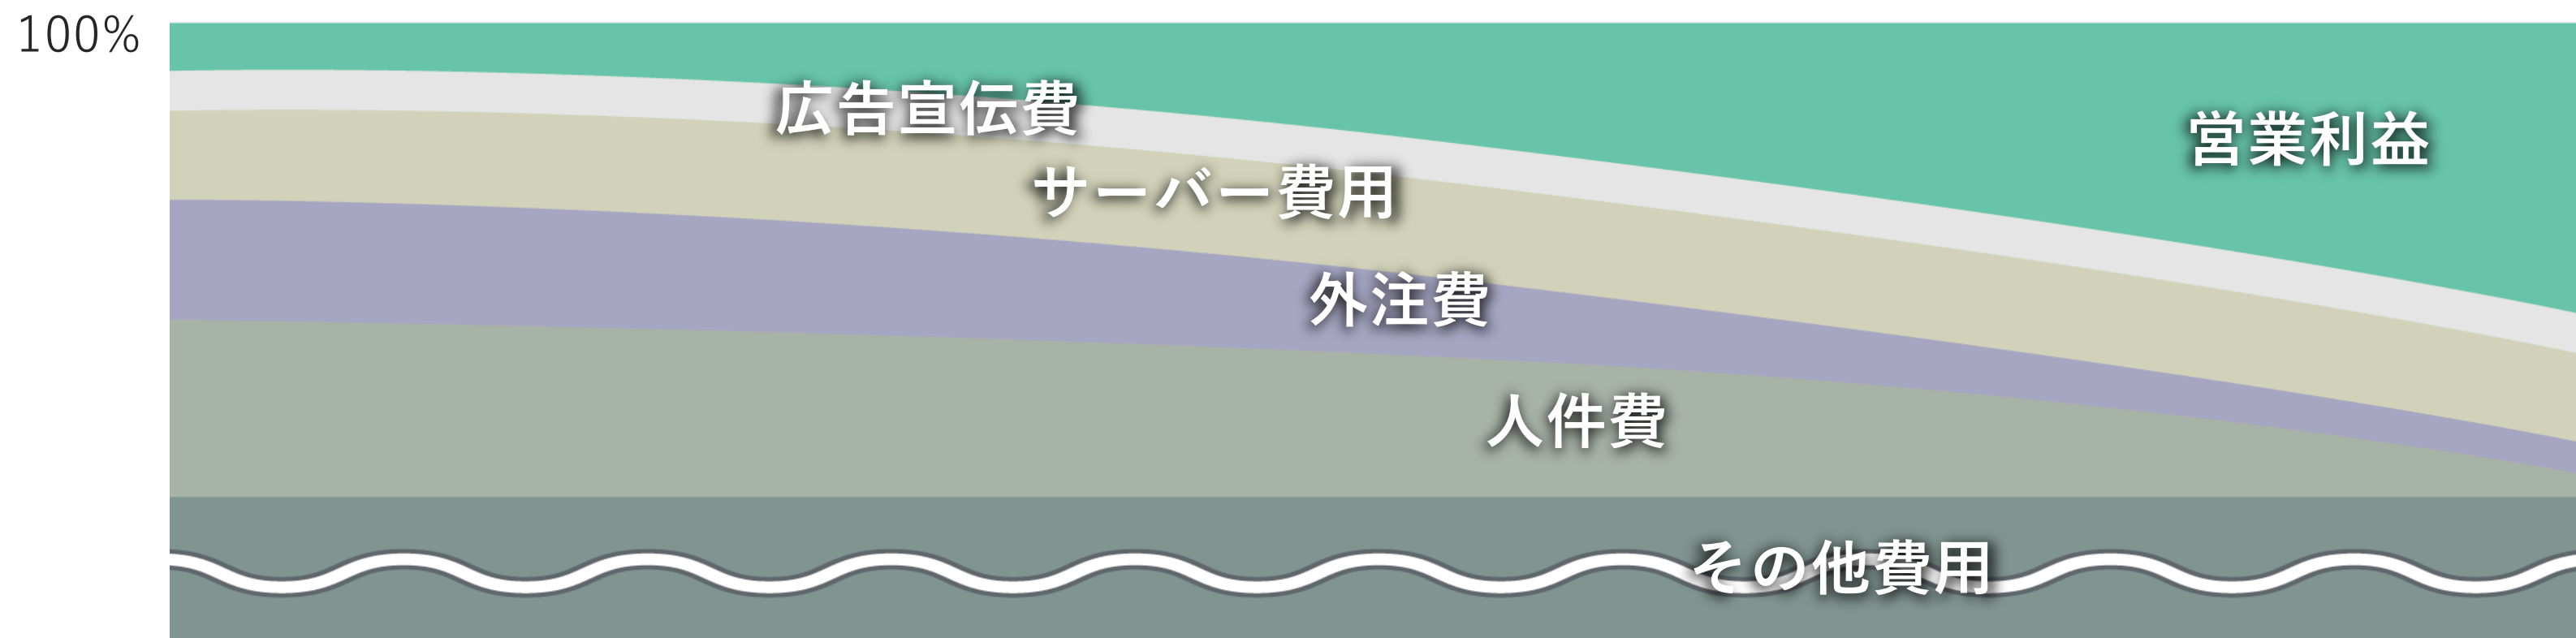 100%
広告宣伝費
営業利益
サーバー費用
外注費
人件費
その他費用